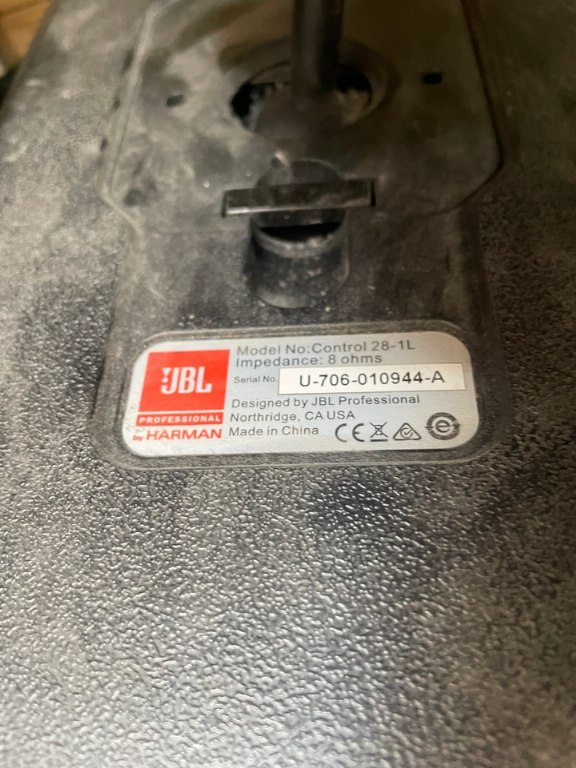 JBL
PROFESSIONAL
by HARMAN
Model No:Control 28-1L
Impedance: 8 ohms
Serial No. U-706-010944-A
Designed by JBL Professional
Northridge, CA USA
Made in China CE